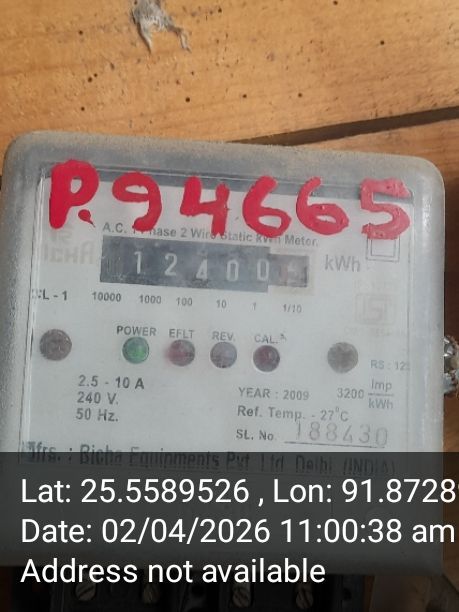 P.94665
A.C. 1 Phase 2 Wire Static kWh Meter.
12400
kWh
CL - 1
10000 1000 100 10 1 1/10
POWER EFLT REV. CAL.
RS : 12
2.5 - 10 A
240 V.
50 Hz.
YEAR : 2009 3200 Imp/kWh
Ref. Temp. - 27°C
SL. No. 188430
Mfrs. : Bicha Equipments Pvt. Ltd. Delhi (INDIA)
Lat: 25.5589526 , Lon: 91.8728
Date: 02/04/2026 11:00:38 am
Address not available